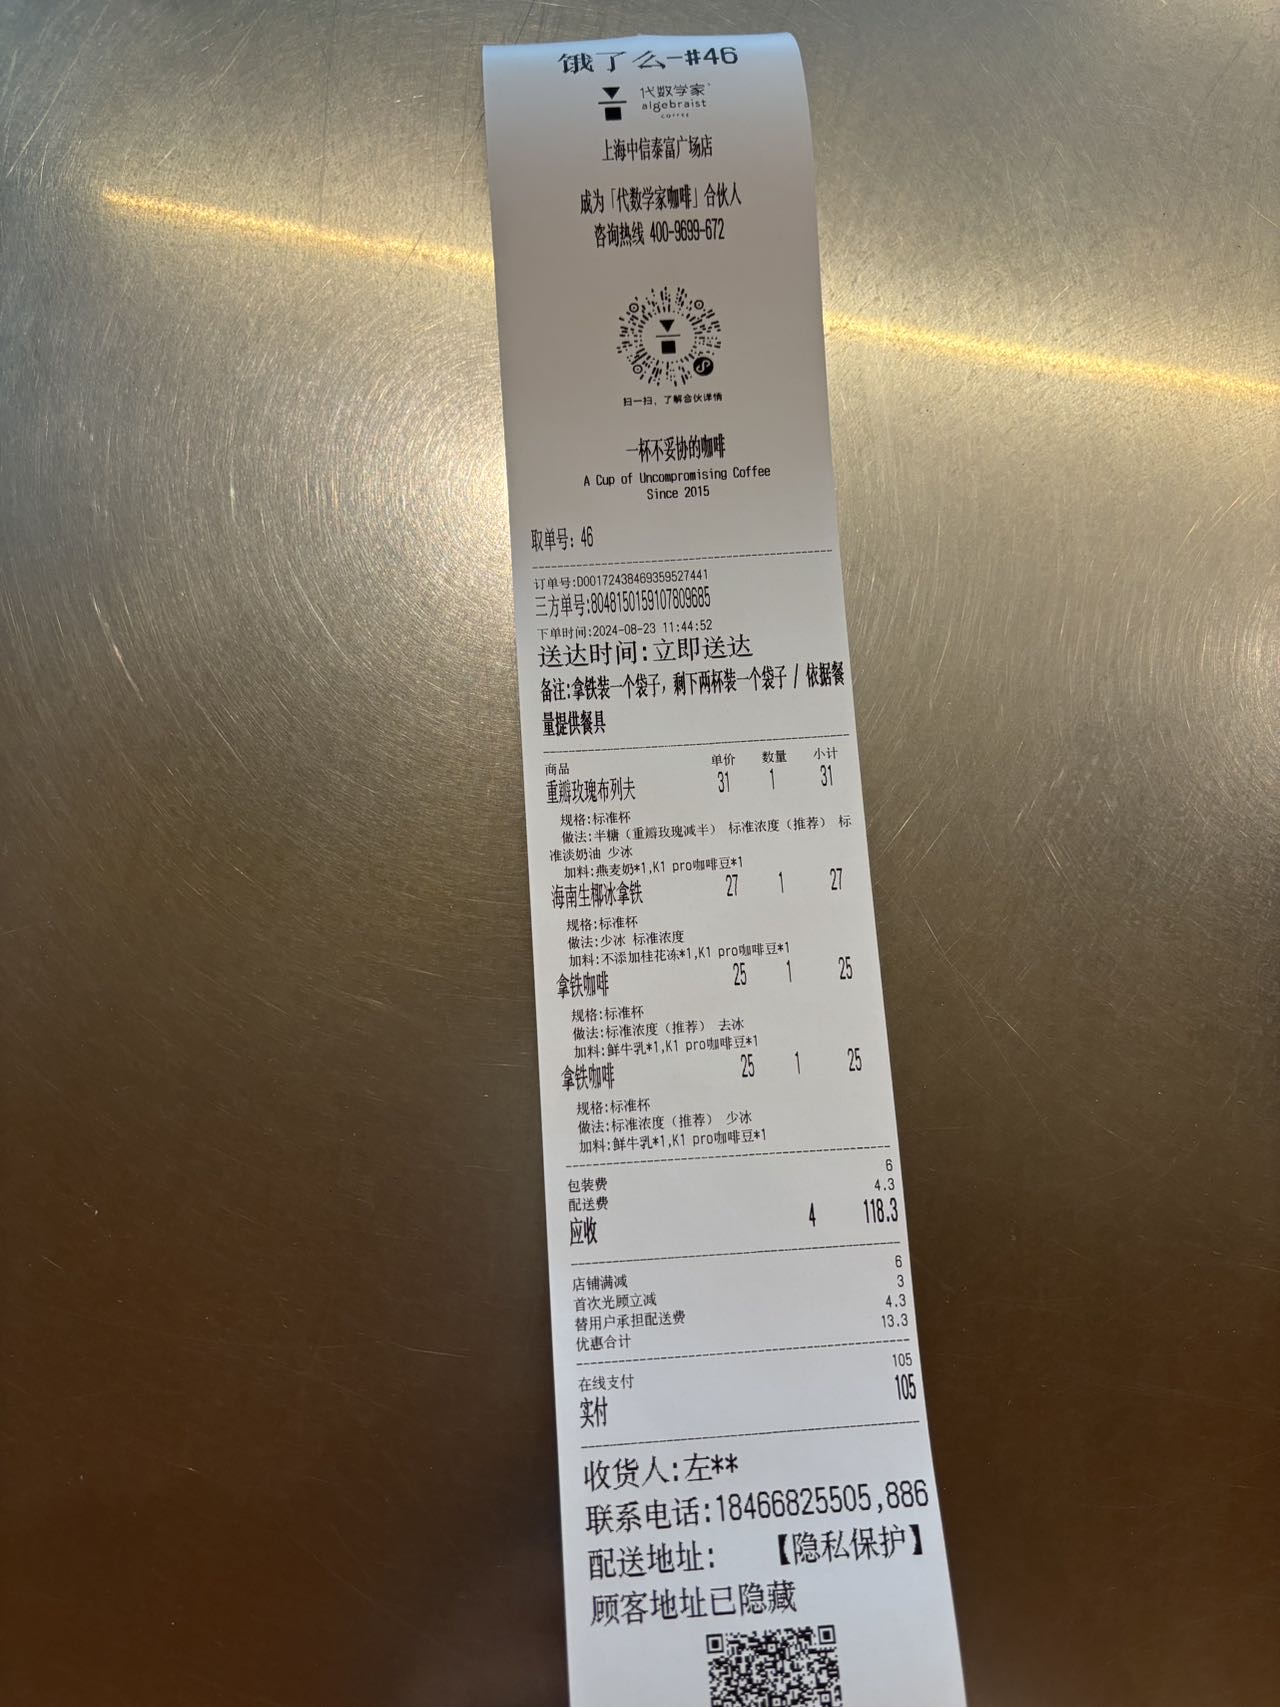 饿了么-#46
代数学家
algebraist
COFFEE
上海中信泰富广场店
成为「代数学家咖啡」合伙人
咨询热线 400-9699-672
扫一扫，了解合伙详情
一杯不妥协的咖啡
A Cup of Uncompromising Coffee
Since 2015
取单号: 46
订单号:D00172438469359527441
三方单号:8048150159107809685
下单时间:2024-08-23 11:44:52
送达时间:立即送达
备注:拿铁装一个袋子，剩下两杯装一个袋子 / 依据餐
量提供餐具
商品 单价 数量 小计
重瓣玫瑰布列夫 31 1 31
规格:标准杯
做法:半糖（重瓣玫瑰减半） 标准浓度（推荐） 标
准淡奶油 少冰
加料:燕麦奶*1,K1 pro咖啡豆*1
海南生椰冰拿铁 27 1 27
规格:标准杯
做法:少冰 标准浓度
加料:不添加桂花冻*1,K1 pro咖啡豆*1
拿铁咖啡 25 1 25
规格:标准杯
做法:标准浓度（推荐） 去冰
加料:鲜牛乳*1,K1 pro咖啡豆*1
拿铁咖啡 25 1 25
规格:标准杯
做法:标准浓度（推荐） 少冰
加料:鲜牛乳*1,K1 pro咖啡豆*1
包装费 6
配送费 4.3
应收 4 118.3
店铺满减 6
首次光顾立减 3
替用户承担配送费 4.3
优惠合计 13.3
在线支付 105
实付 105
收货人:左**
联系电话:18466825505,886
配送地址: 【隐私保护】
顾客地址已隐藏